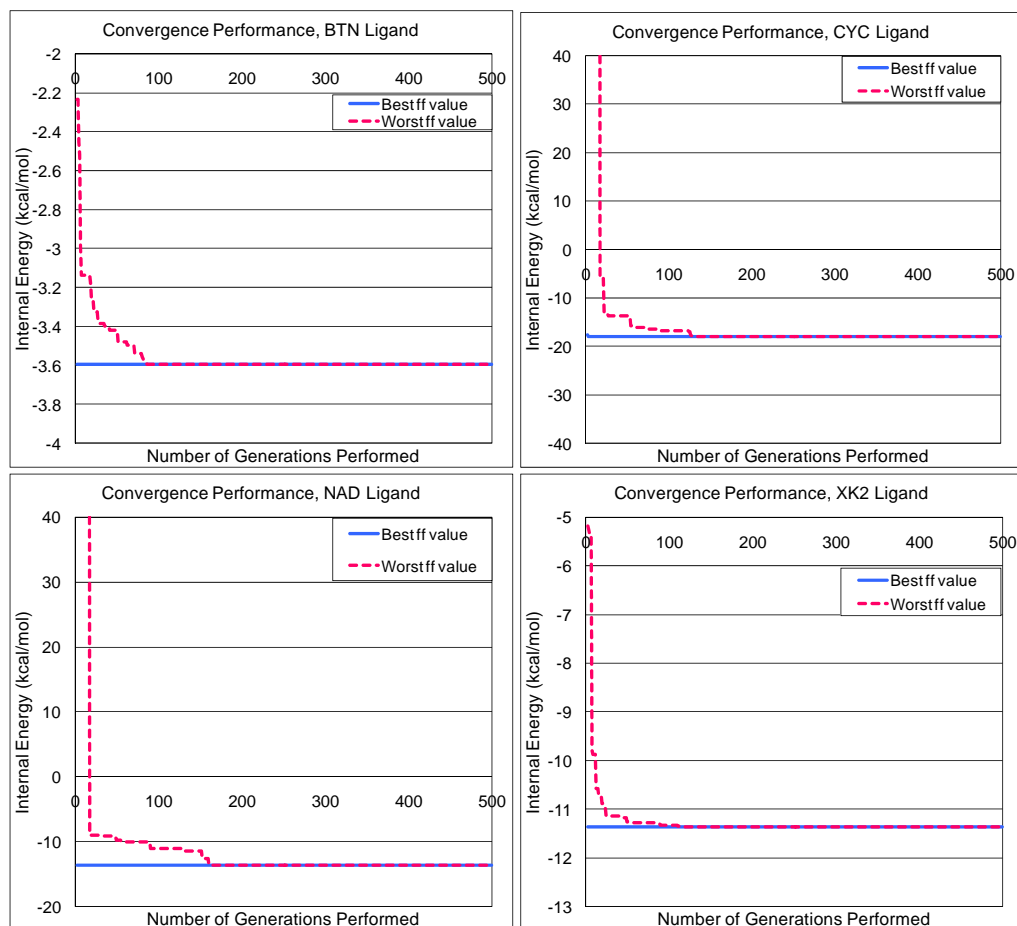 Convergence Performance, BTN Ligand
-2
0 100 200 300 400 500
-2.2
Best ff value
Worst ff value
-2.4
-2.6
-2.8
-3
-3.2
-3.4
-3.6
-3.8
-4
Internal Energy (kcal/mol)
Number of Generations Performed
Convergence Performance, CYC Ligand
40
Best ff value
Worst ff value
30
20
10
0
0 100 200 300 400 500
-10
-20
-30
-40
Internal Energy (kcal/mol)
Number of Generations Performed
Convergence Performance, NAD Ligand
40
Best ff value
Worst ff value
30
20
10
0
0 100 200 300 400 500
-10
-20
Internal Energy (kcal/mol)
Number of Generations Performed
Convergence Performance, XK2 Ligand
-5
0 100 200 300 400 500
-6
Best ff value
Worst ff value
-7
-8
-9
-10
-11
-12
-13
Internal Energy (kcal/mol)
Number of Generations Performed